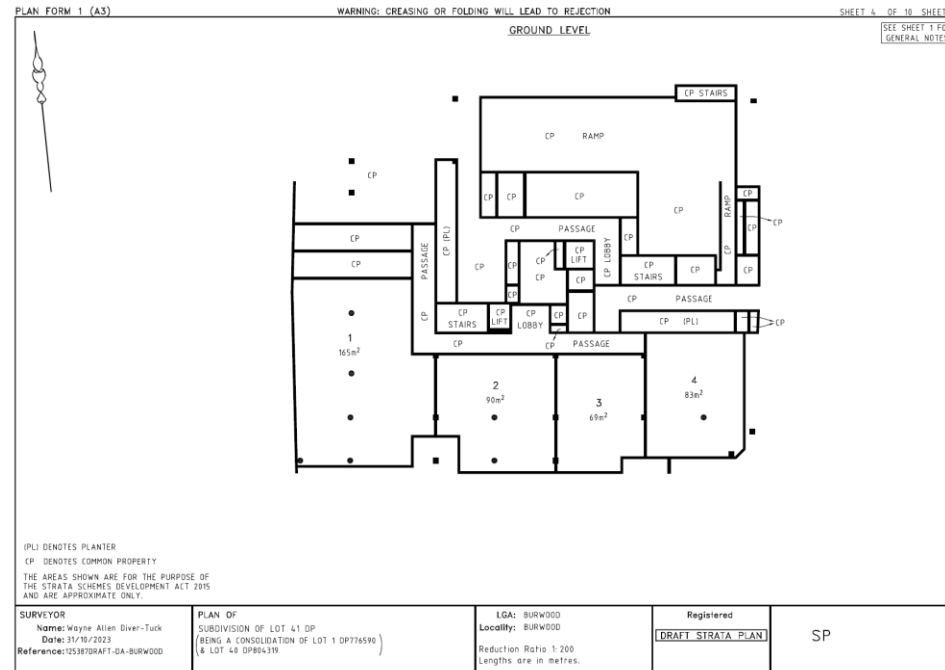 PLAN FORM 1 (A3)
WARNING: CREASING OR FOLDING WILL LEAD TO REJECTION
SHEET 4 OF 10 SHEET
SEE SHEET 1 FO
GENERAL NOTES
GROUND LEVEL
CP STAIRS
CP RAMP
CP
CP
CP
CP
CP
CP
RAMP
CP
CP
CP
CP
CP
PASSAGE
CP
CP LOBBY
CP
CP (PL)
PASSAGE
CP
CP
CP
CP
CP
CP
CP
LIFT
CP
CP
CP
STAIRS
CP
CP
CP PASSAGE
CP
CP
STAIRS
CP
LIFT
CP
LOBBY
CP
CP
CP (PL)
CP
CP
CP
PASSAGE
1
165m²
2
90m²
3
69m²
4
83m²
(PL) DENOTES PLANTER
CP DENOTES COMMON PROPERTY
THE AREAS SHOWN ARE FOR THE PURPOSE OF
THE STRATA SCHEMES DEVELOPMENT ACT 2015
AND ARE APPROXIMATE ONLY.
SURVEYOR
Name: Wayne Allen Diver-Tuck
Date: 31/10/2023
Reference: 125387DRAFT-DA-BURWOOD
PLAN OF
SUBDIVISION OF LOT 41 DP
(BEING A CONSOLIDATION OF LOT 1 DP776590
& LOT 40 DP804319.)
LGA: BURWOOD
Locality: BURWOOD
Reduction Ratio 1: 200
Lengths are in metres.
Registered
DRAFT STRATA PLAN
SP